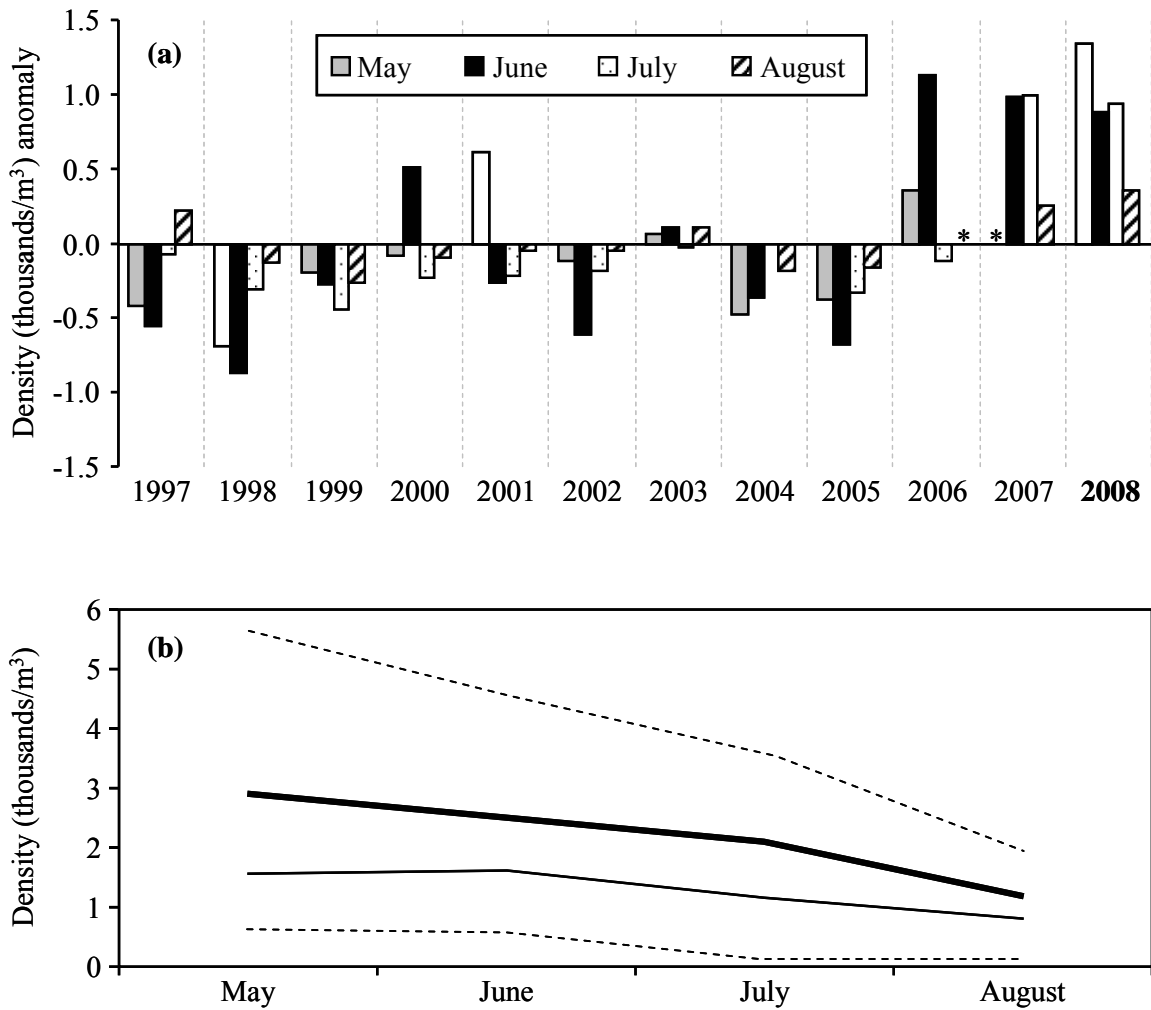 (a)
May June July August
Density (thousands/m³) anomaly
1.5
1.0
0.5
0.0
-0.5
-1.0
-1.5
* *
1997 1998 1999 2000 2001 2002 2003 2004 2005 2006 2007 2008
(b)
Density (thousands/m³)
6
5
4
3
2
1
0
May June July August